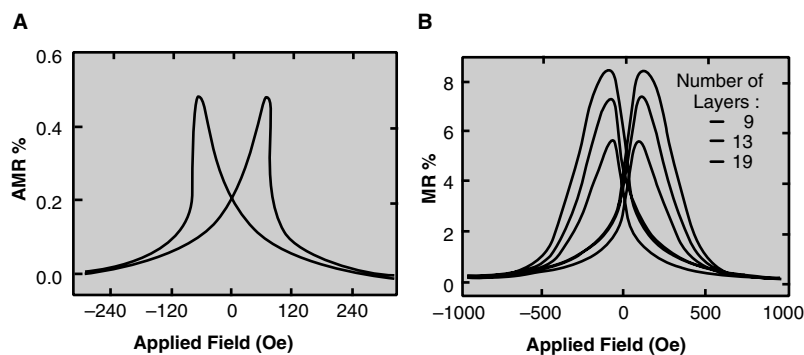 A
AMR %
0.6
0.4
0.2
0.0
−240
−120
0
120
240
Applied Field (Oe)
B
MR %
8
6
4
2
0
−1000
−500
0
500
1000
Applied Field (Oe)
Number of
Layers :
9
13
19